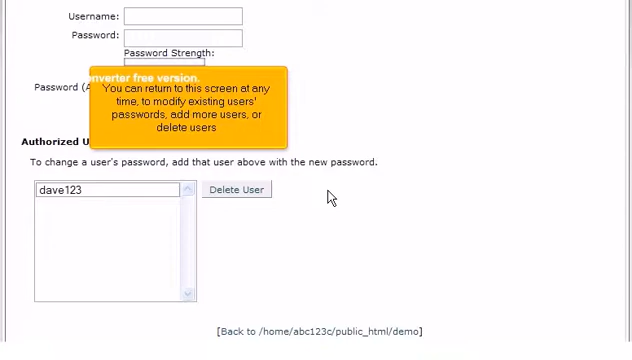 Username:
Password:
Password Strength:
Password (A
nverter free version.
You can return to this screen at any
time, to modify existing users'
passwords, add more users, or
delete users
Authorized U
To change a user's password, add that user above with the new password.
dave123
Delete User
[Back to /home/abc123c/public_html/demo]